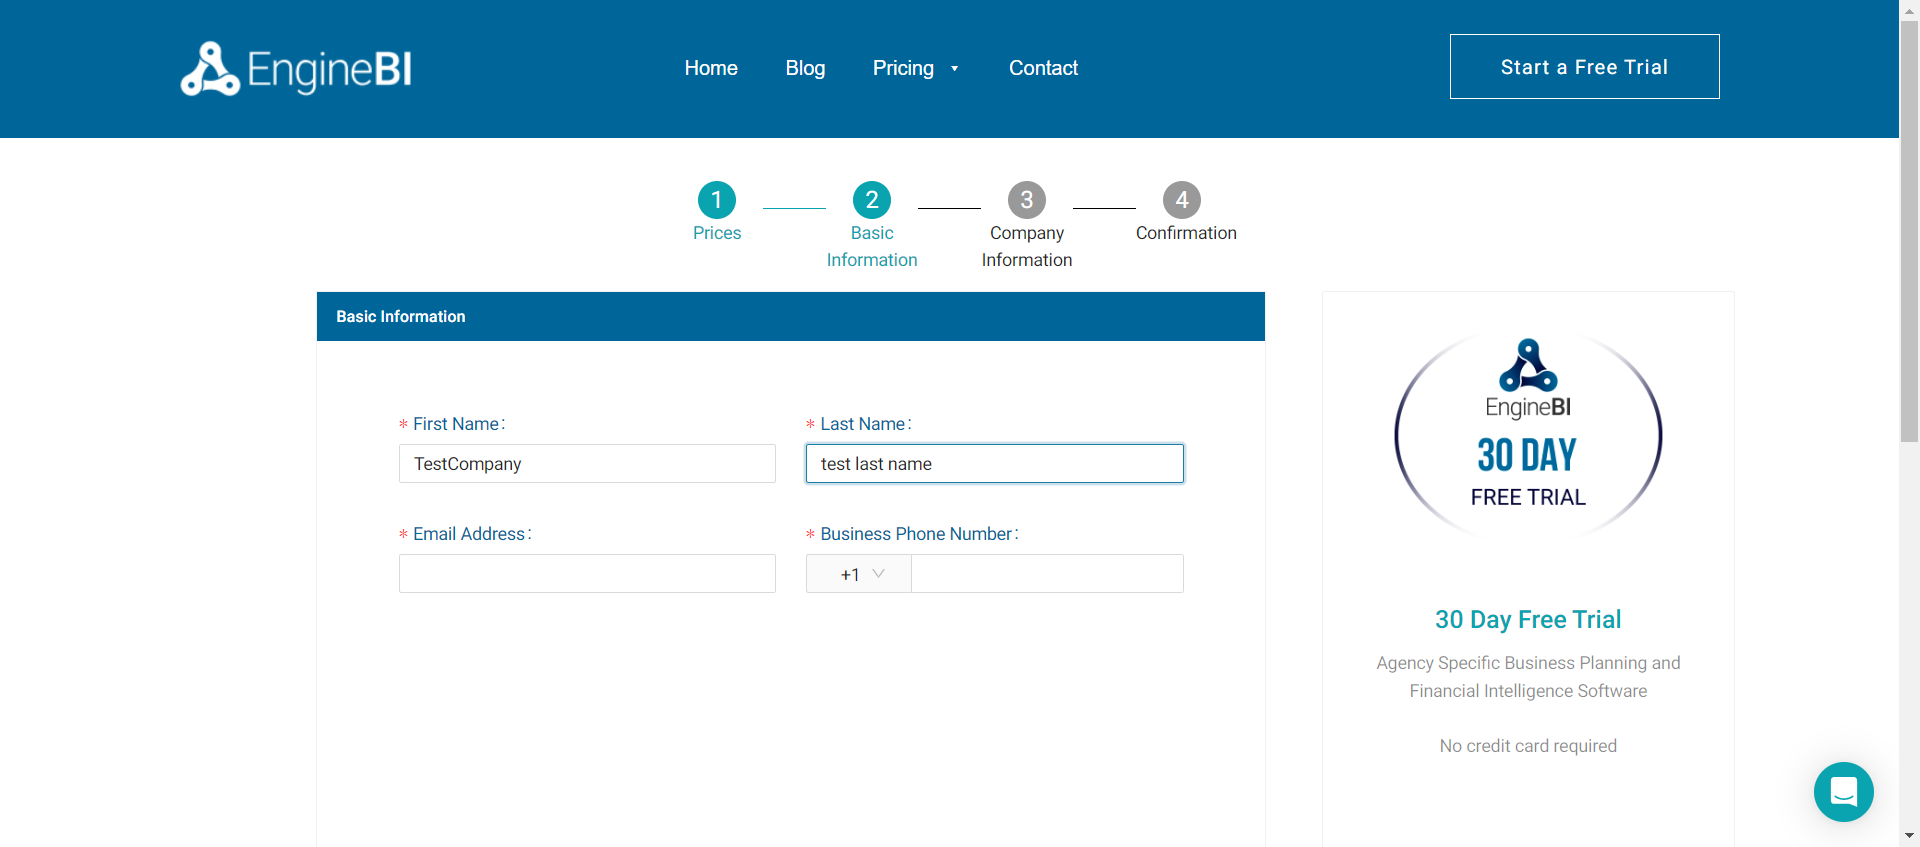 EngineBI
Home
Blog
Pricing
Contact
Start a Free Trial
1
2
3
4
Prices
Basic
Information
Company
Information
Confirmation
Basic Information
* First Name:
* Last Name:
TestCompany
test last name
* Email Address:
* Business Phone Number:
+1
EngineBI
30 DAY
FREE TRIAL
30 Day Free Trial
Agency Specific Business Planning and
Financial Intelligence Software
No credit card required